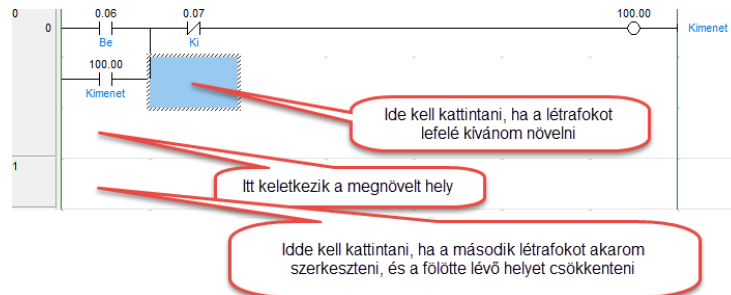 0
0
0.06
0.07
100.00
Be
Ki
Kimenet
100.00
Kimenet
Ide kell kattintani, ha a létrafokot
lefelé kívánom növelni
1
Itt keletkezik a megnövelt hely
Idde kell kattintani, ha a második létrafokot akarom
szerkeszteni, és a fölötte lévő helyet csökkenteni